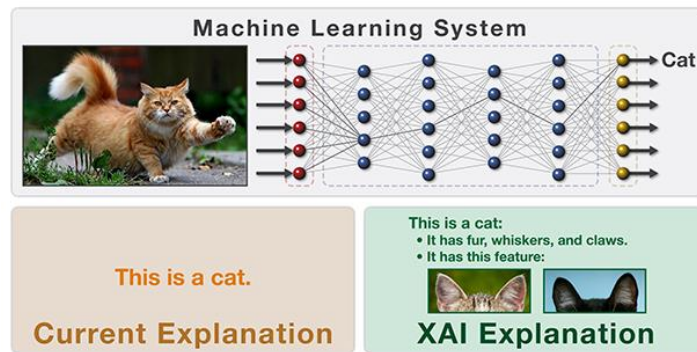 Machine Learning System
Cat
This is a cat.
Current Explanation
This is a cat:
• It has fur, whiskers, and claws.
• It has this feature:
XAI Explanation